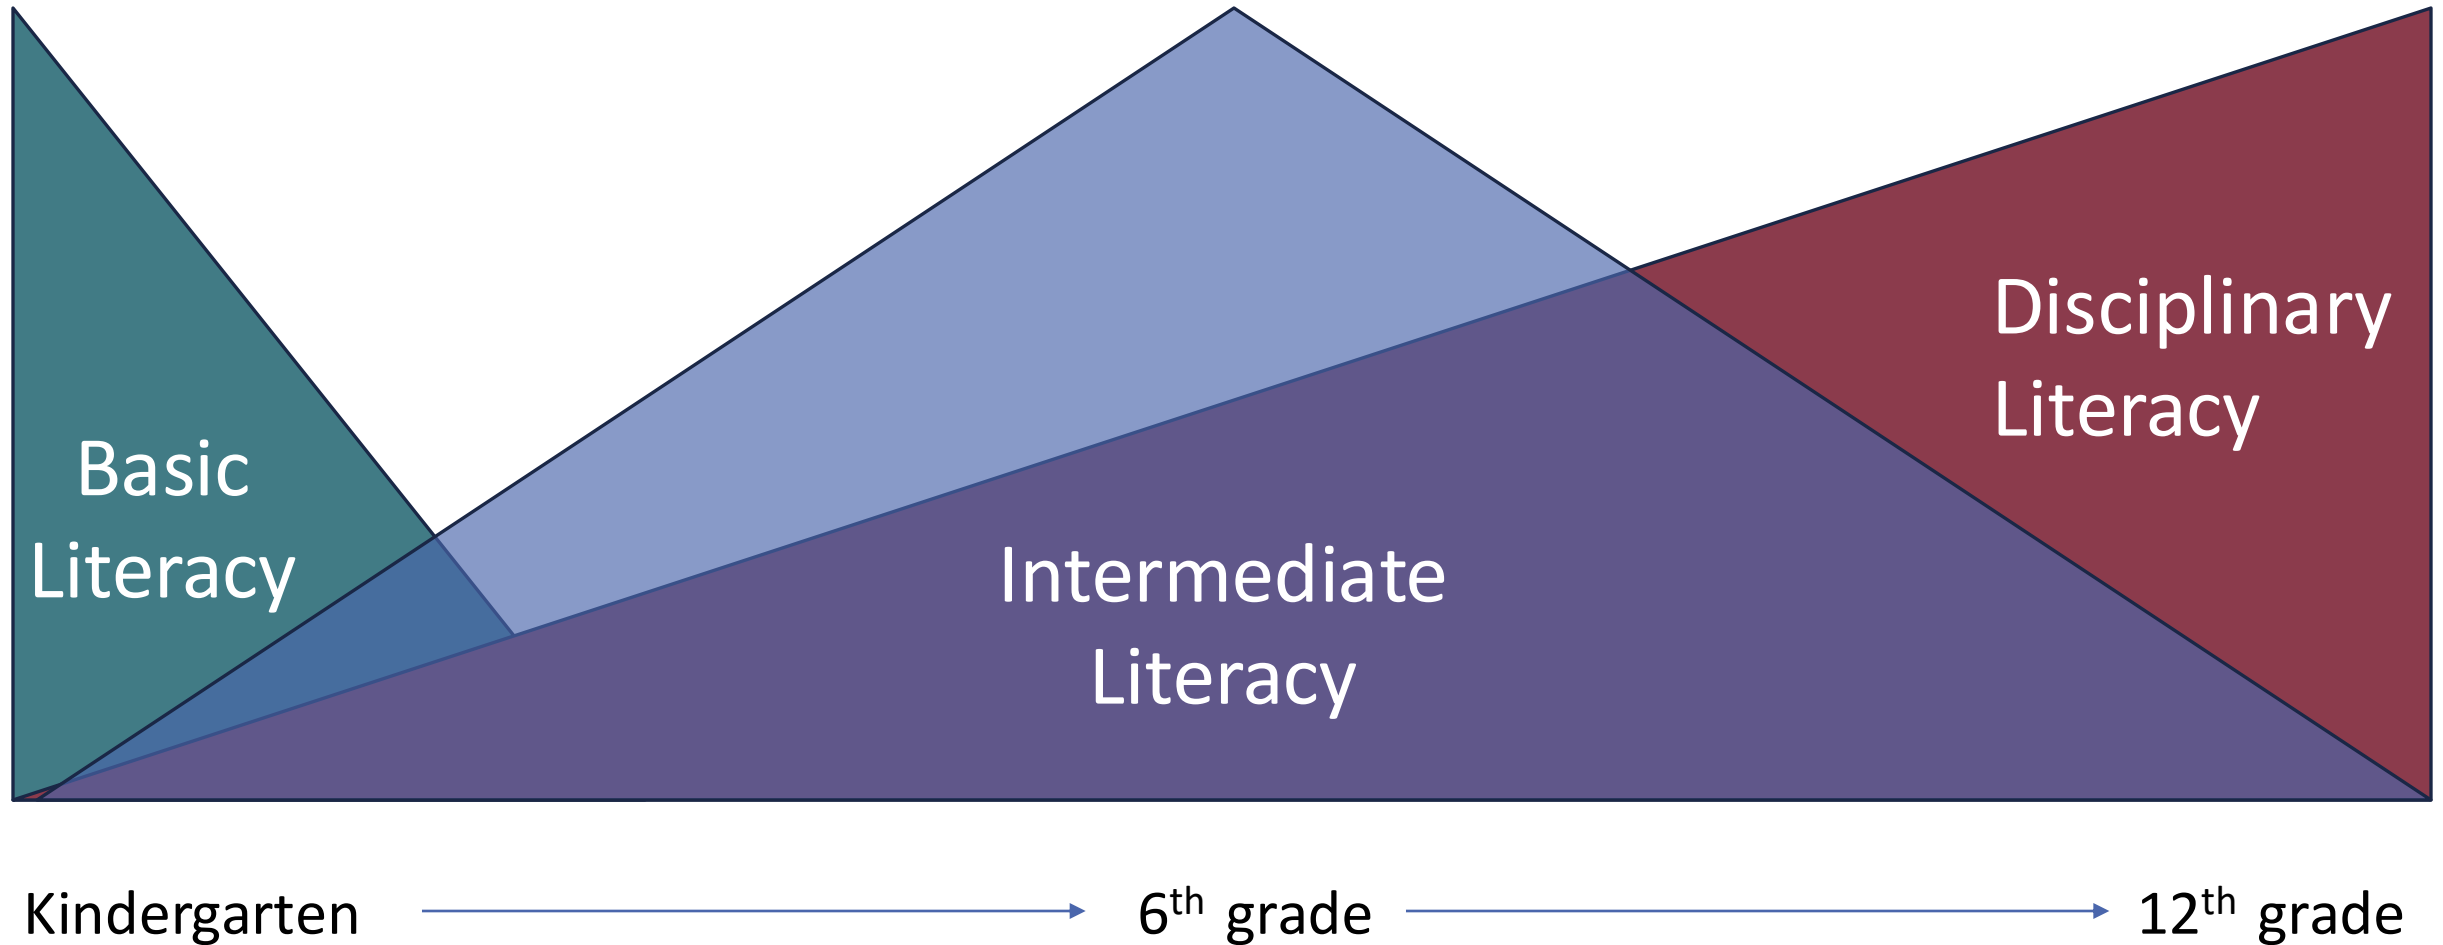 Basic
Literacy
Intermediate
Literacy
Disciplinary
Literacy
Kindergarten
6th grade
12th grade